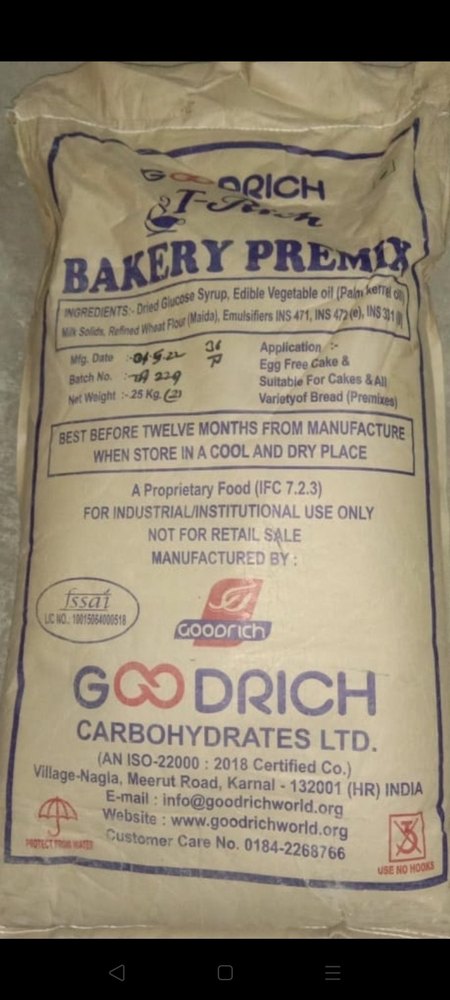 GOODRICH
T-Rich
BAKERY PREMIX
INGREDIENTS:- Dried Glucose Syrup, Edible Vegetable oil (Palm kernel oil)
Milk Solids, Refined Wheat Flour (Maida), Emulsifiers INS 471, INS 472 (e), INS 331
Mfg. Date :-
Batch No. :-
Net Weight :- 25 Kg.
Application :-
Egg Free Cake &
Suitable For Cakes & All
Varietyof Bread (Premixes)
BEST BEFORE TWELVE MONTHS FROM MANUFACTURE
WHEN STORE IN A COOL AND DRY PLACE
A Proprietary Food (IFC 7.2.3)
FOR INDUSTRIAL/INSTITUTIONAL USE ONLY
NOT FOR RETAIL SALE
MANUFACTURED BY :
fssai
LIC NO.. 10015064000518
GOODRICH
GOODRICH
CARBOHYDRATES LTD.
(AN ISO-22000 : 2018 Certified Co.)
Village-Nagla, Meerut Road, Karnal - 132001 (HR) INDIA
E-mail : info@goodrichworld.org
Website : www.goodrichworld.org
Customer Care No. 0184-2268766
PROTECT FROM WATER
USE NO HOOKS